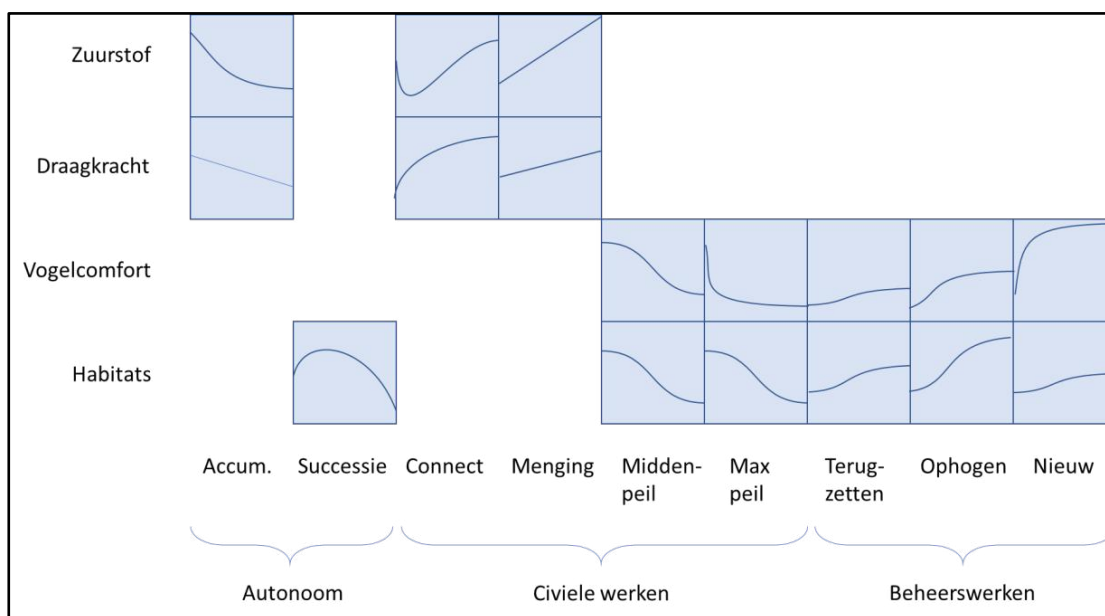 Zuurstof
Draagkracht
Vogelcomfort
Habitats
Accum. Successie Connect Menging Midden- Max Terug- Ophogen Nieuw
peil peil zetten
Autonoom Civiele werken Beheerswerken